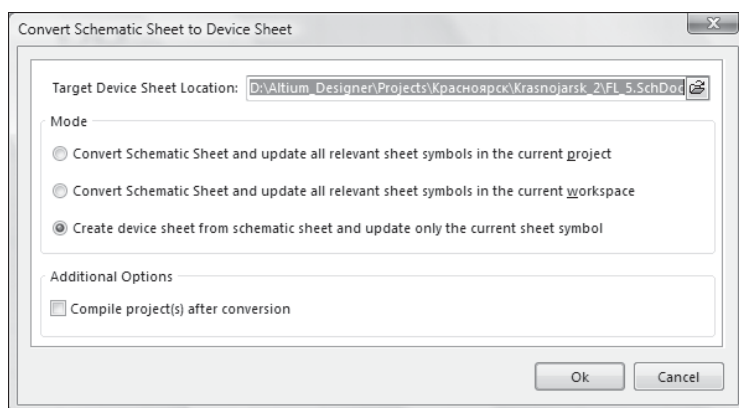 Convert Schematic Sheet to Device Sheet
Target Device Sheet Location: D:\Altium_Designer\Projects\Красноярск\Krasnojarsk_2\FL_5.SchDoc
Mode
Convert Schematic Sheet and update all relevant sheet symbols in the current project
Convert Schematic Sheet and update all relevant sheet symbols in the current workspace
Create device sheet from schematic sheet and update only the current sheet symbol
Additional Options
Compile project(s) after conversion
Ok Cancel